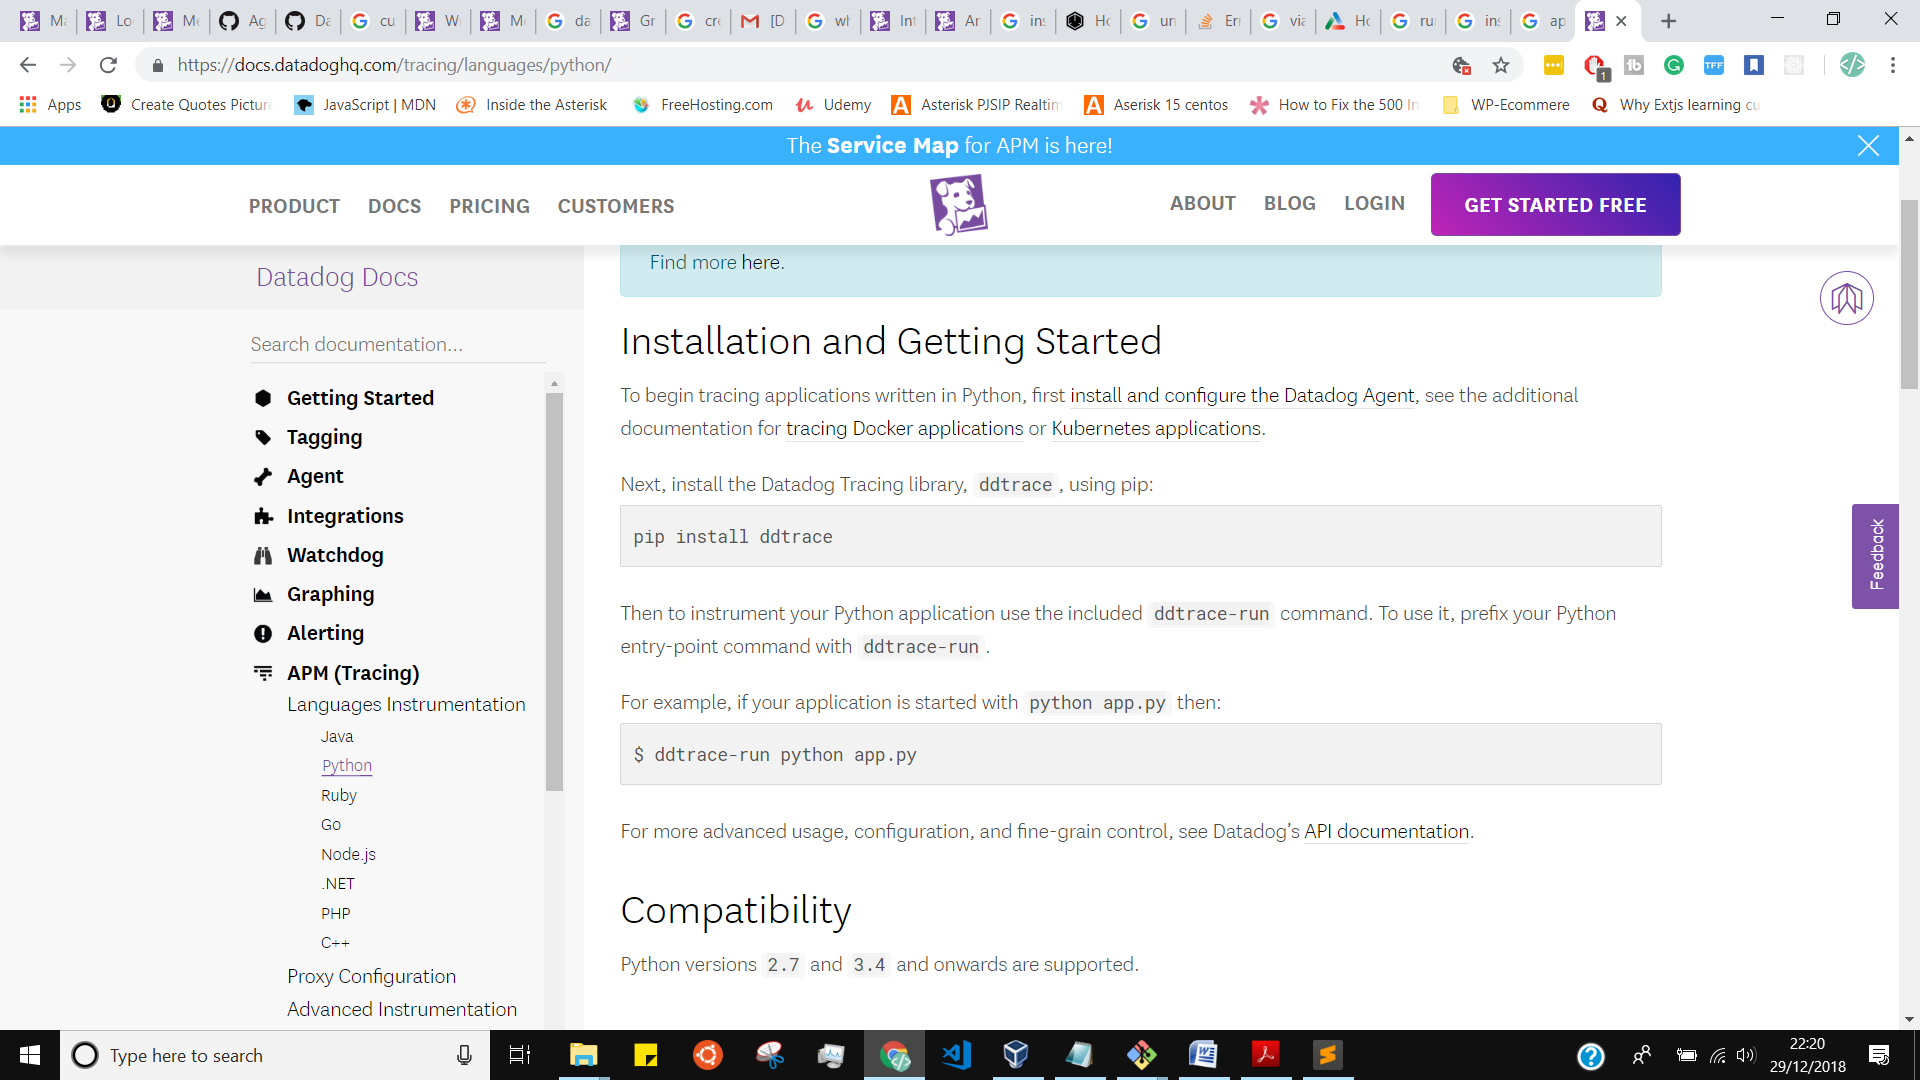 Ma
Lo
Me
Ag
Da
cu
W
Me
da
Gr
cre
[D
wh
Int
An
ins
Ho
un
Err
via
Ho
run
ins
ap
https://docs.datadoghq.com/tracing/languages/python/
1
TFF
Apps
Create Quotes Picture
JavaScript | MDN
Inside the Asterisk
FreeHosting.com
Udemy
Asterisk PJSIP Realtim
Aserisk 15 centos
How to Fix the 500 In
WP-Ecommere
Why Extjs learning cu
The Service Map for APM is here!
PRODUCT
DOCS
PRICING
CUSTOMERS
ABOUT
BLOG
LOGIN
GET STARTED FREE
Datadog Docs
Search documentation...
Getting Started
Tagging
Agent
Integrations
Watchdog
Graphing
Alerting
APM (Tracing)
Languages Instrumentation
Java
Python
Ruby
Go
Node.js
.NET
PHP
C++
Proxy Configuration
Advanced Instrumentation
Find more here.
Installation and Getting Started
To begin tracing applications written in Python, first install and configure the Datadog Agent, see the additional
documentation for tracing Docker applications or Kubernetes applications.
Next, install the Datadog Tracing library, ddtrace , using pip:
pip install ddtrace
Then to instrument your Python application use the included ddtrace-run command. To use it, prefix your Python
entry-point command with ddtrace-run .
For example, if your application is started with python app.py then:
$ ddtrace-run python app.py
For more advanced usage, configuration, and fine-grain control, see Datadog’s API documentation.
Compatibility
Python versions 2.7 and 3.4 and onwards are supported.
Feedback
Type here to search
22:20
29/12/2018